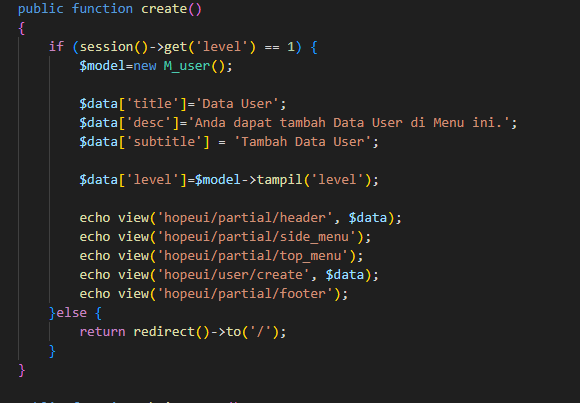 public function create()
{
if (session()->get('level') == 1) {
$model=new M_user();
$data['title']='Data User';
$data['desc']='Anda dapat tambah Data User di Menu ini.';
$data['subtitle'] = 'Tambah Data User';
$data['level']=$model->tampil('level');
echo view('hopeui/partial/header', $data);
echo view('hopeui/partial/side_menu');
echo view('hopeui/partial/top_menu');
echo view('hopeui/user/create', $data);
echo view('hopeui/partial/footer');
}else {
return redirect()->to('/');
}
}